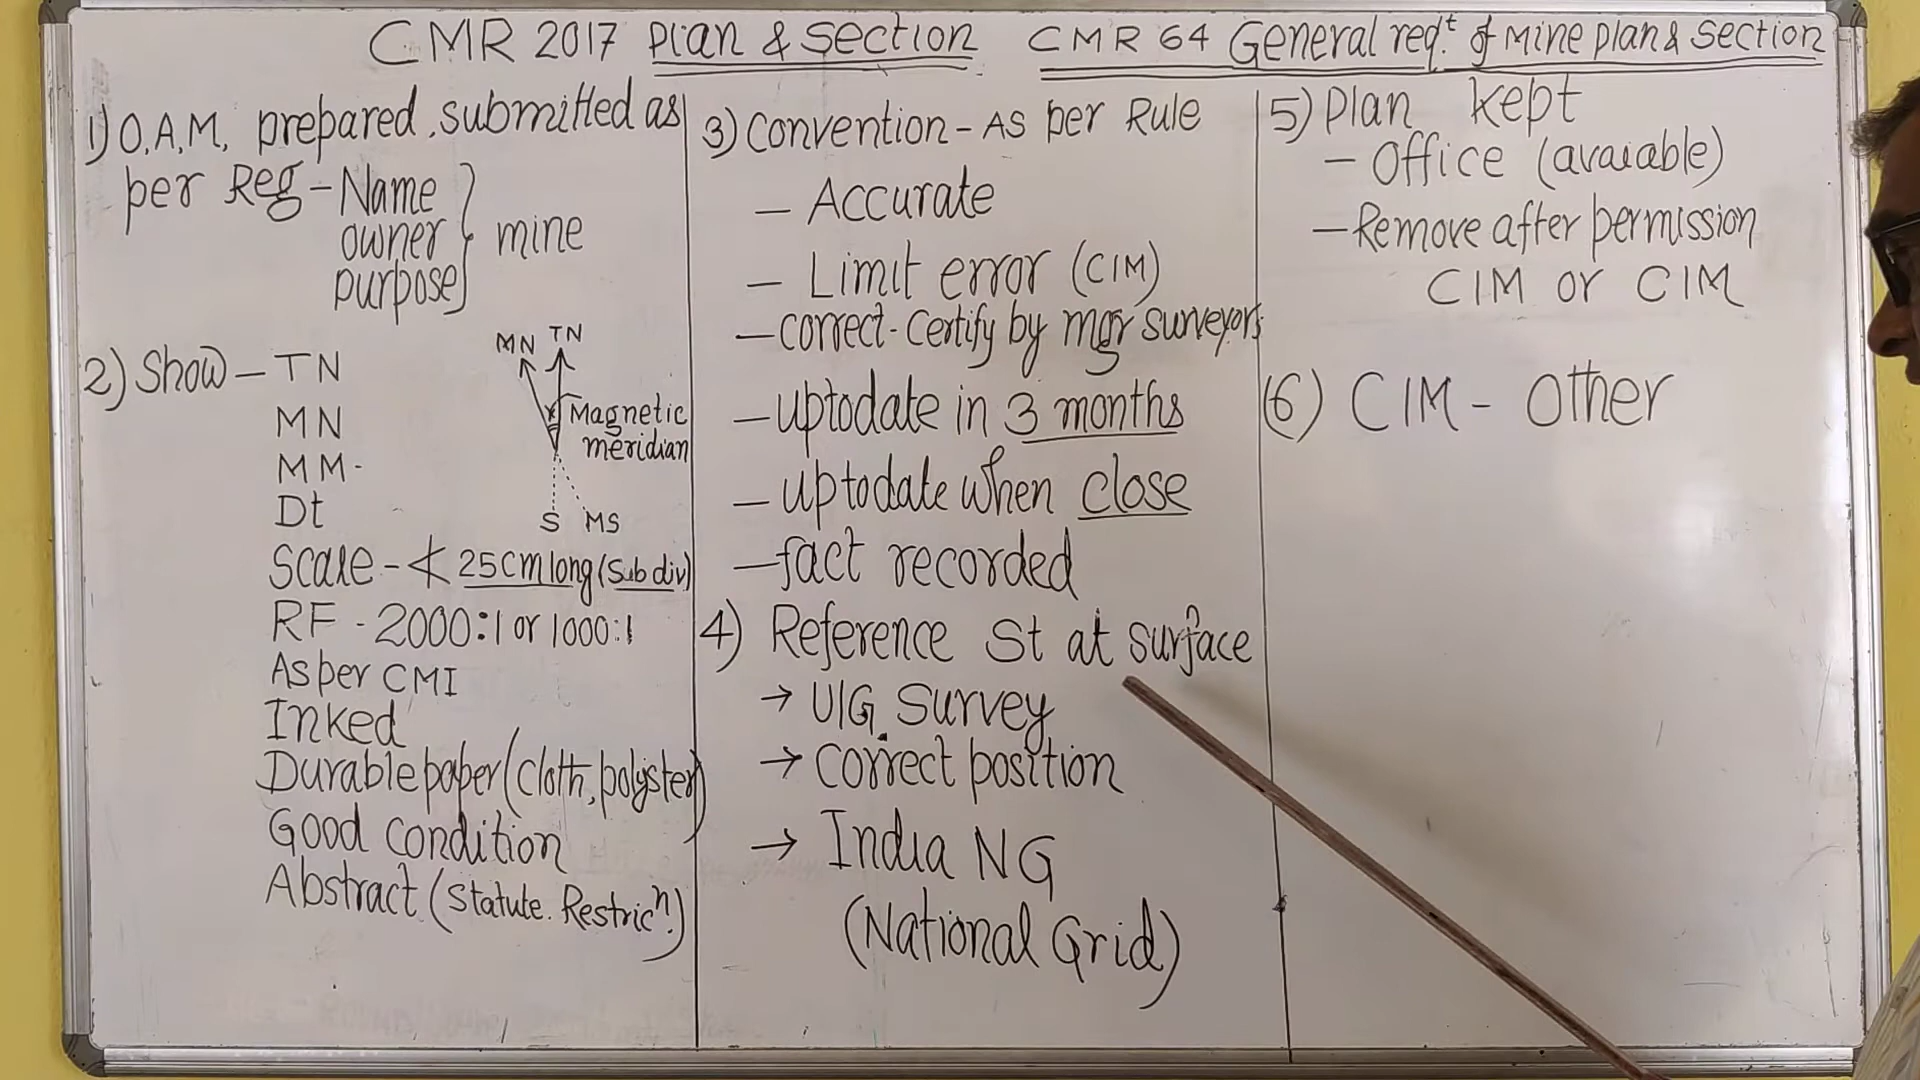 CMR 2017 Plan & Section CMR 64 General reqt. of Mine plan & Section
1) O.A.M. prepared, submitted as
per Reg - Name
owner
purpose
mine
2) Show - TN
MN
MM-
Dt
Scale - ≮ 25cm long (Sub div)
RF - 2000:1 or 1000:1
As per CMI
Inked
Durable paper (Cloth, polyster)
Good condition
Abstract (Statute. Restricn.)
MN TN
Magnetic
meridian
S MS
3) Convention - AS per Rule
- Accurate
- Limit error (CIM)
- correct - Certify by mgr surveyors
- uptodate in 3 months
- uptodate when close
- fact recorded
4) Reference St at surface
→ U/G Survey
→ Correct position
→ India NG
(National Grid)
5) Plan kept
- Office (avaiable)
- Remove after permission
CIM or CIM
(6) CIM - Other